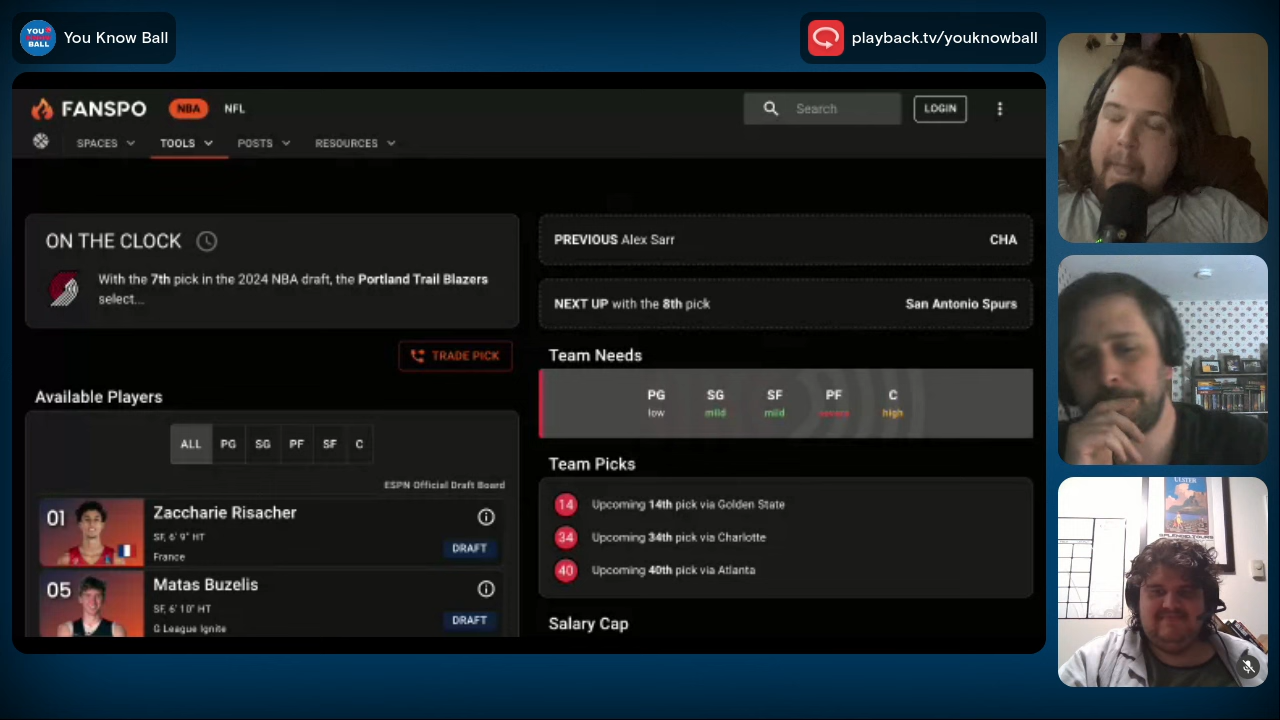 YOU KNOW BALL
You Know Ball
playback.tv/youknowball
FANSPO
NBA
NFL
Search
LOGIN
SPACES
TOOLS
POSTS
RESOURCES
ON THE CLOCK
With the 7th pick in the 2024 NBA draft, the Portland Trail Blazers
select...
PREVIOUS Alex Sarr
CHA
NEXT UP with the 8th pick
San Antonio Spurs
TRADE PICK
Team Needs
PG SG SF PF C
low mild mild severe high
Available Players
ALL PG SG PF SF C
ESPN Official Draft Board
01
Zaccharie Risacher
SF, 6' 9" HT
France
DRAFT
05
Matas Buzelis
SF, 6' 10" HT
G League Ignite
DRAFT
Team Picks
14 Upcoming 14th pick via Golden State
34 Upcoming 34th pick via Charlotte
40 Upcoming 40th pick via Atlanta
Salary Cap
ULSTER